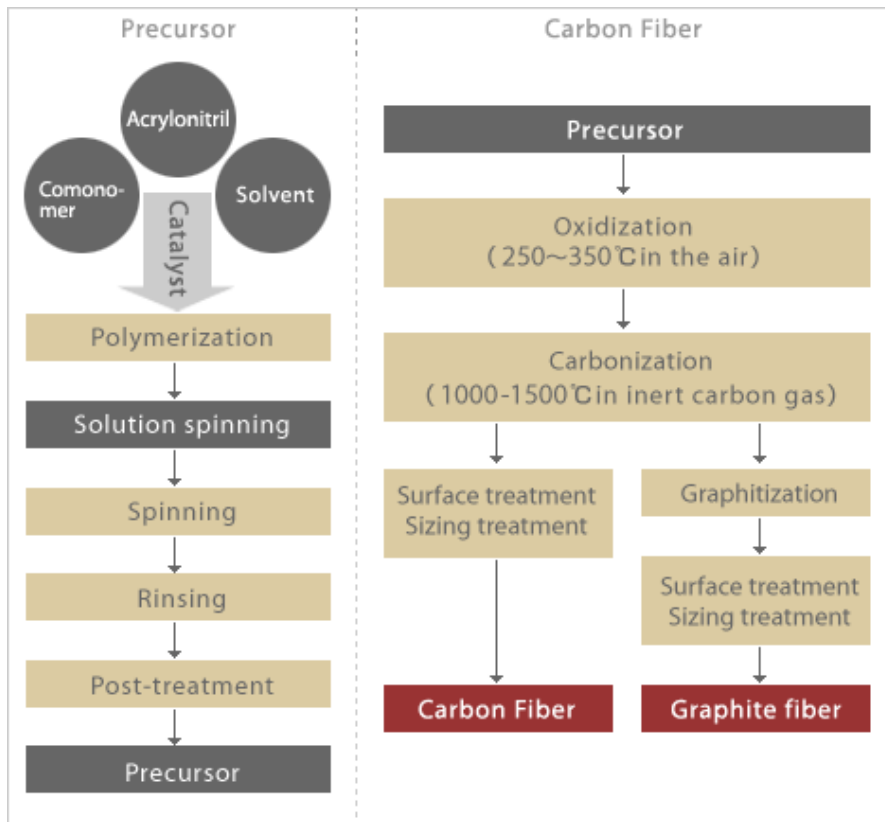 Precursor
Acrylonitril
Comono-
mer
Solvent
Catalyst
Polymerization
Solution spinning
Spinning
Rinsing
Post-treatment
Precursor
Carbon Fiber
Precursor
Oxidization
(250～350℃in the air)
Carbonization
(1000-1500℃in inert carbon gas)
Surface treatment
Sizing treatment
Carbon Fiber
Graphitization
Surface treatment
Sizing treatment
Graphite fiber